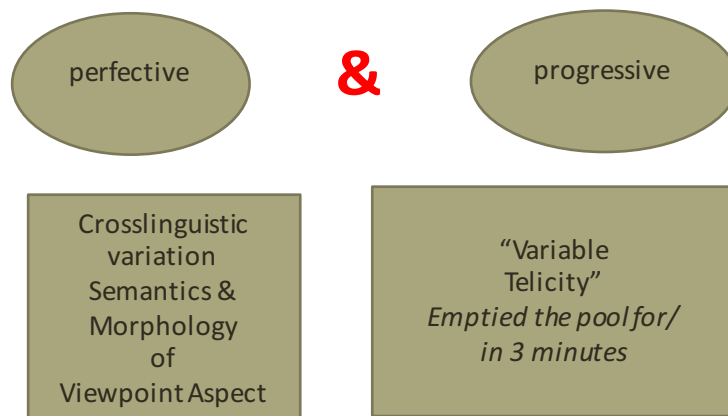 perfective
&
progressive
Crosslinguistic
variation
Semantics &
Morphology
of
Viewpoint Aspect
“Variable
Telicity”
Emptied the pool for/
in 3 minutes